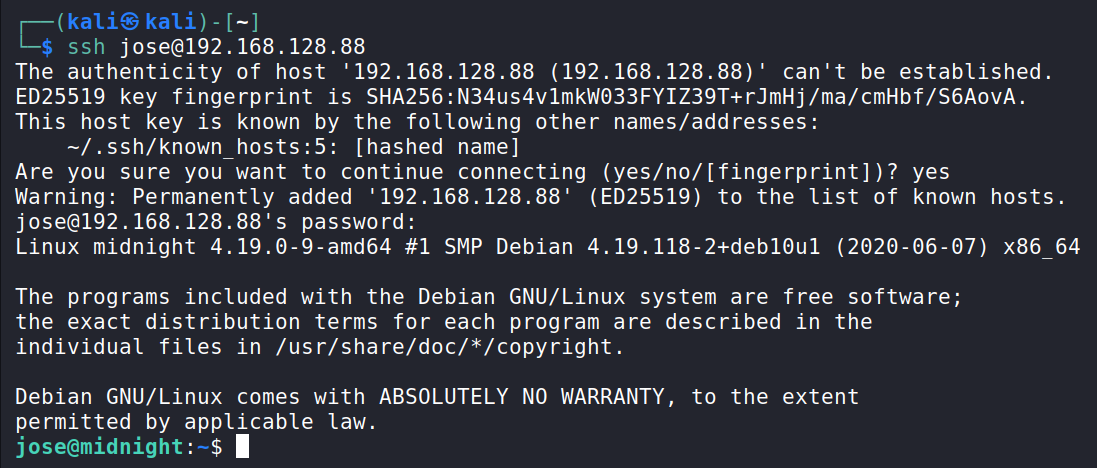 ┌──(kali㉿kali)-[~]
└─$ ssh jose@192.168.128.88
The authenticity of host '192.168.128.88 (192.168.128.88)' can't be established.
ED25519 key fingerprint is SHA256:N34us4v1mkW033FYIZ39T+rJmHj/ma/cmHbf/S6AovA.
This host key is known by the following other names/addresses:
    ~/.ssh/known_hosts:5: [hashed name]
Are you sure you want to continue connecting (yes/no/[fingerprint])? yes
Warning: Permanently added '192.168.128.88' (ED25519) to the list of known hosts.
jose@192.168.128.88's password:
Linux midnight 4.19.0-9-amd64 #1 SMP Debian 4.19.118-2+deb10u1 (2020-06-07) x86_64

The programs included with the Debian GNU/Linux system are free software;
the exact distribution terms for each program are described in the
individual files in /usr/share/doc/*/copyright.

Debian GNU/Linux comes with ABSOLUTELY NO WARRANTY, to the extent
permitted by applicable law.
jose@midnight:~$